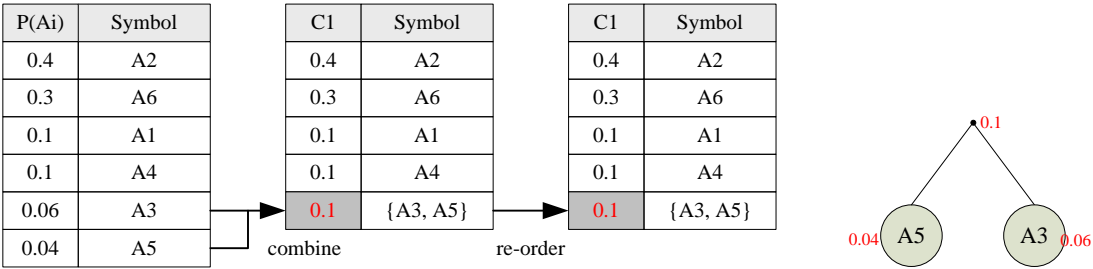 P(Ai) Symbol
0.4 A2
0.3 A6
0.1 A1
0.1 A4
0.06 A3
0.04 A5
C1 Symbol
0.4 A2
0.3 A6
0.1 A1
0.1 A4
0.1 {A3, A5}
combine
C1 Symbol
0.4 A2
0.3 A6
0.1 A1
0.1 A4
0.1 {A3, A5}
re-order
0.1
0.04 A5 A3 0.06